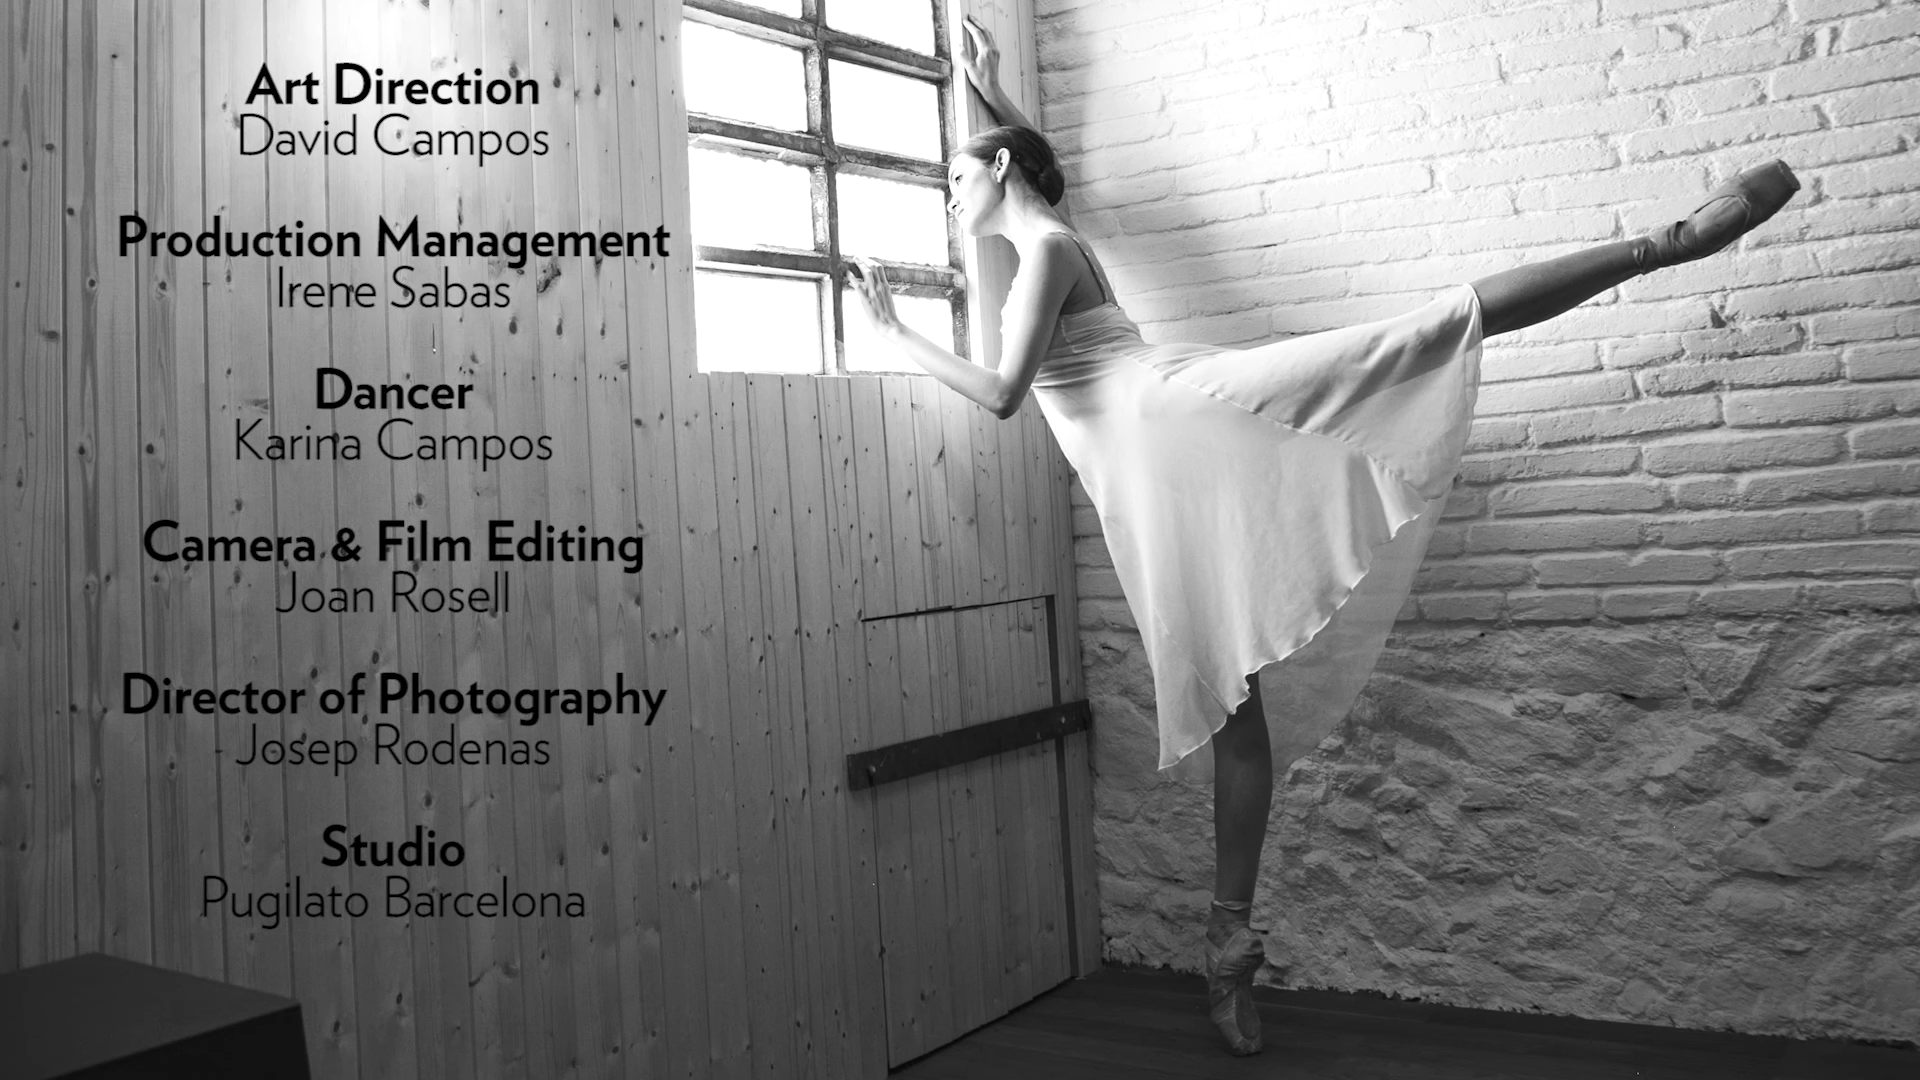 Art Direction
David Campos
Production Management
Irene Sabas
Dancer
Karina Campos
Camera & Film Editing
Joan Rosell
Director of Photography
Josep Rodenas
Studio
Pugilato Barcelona